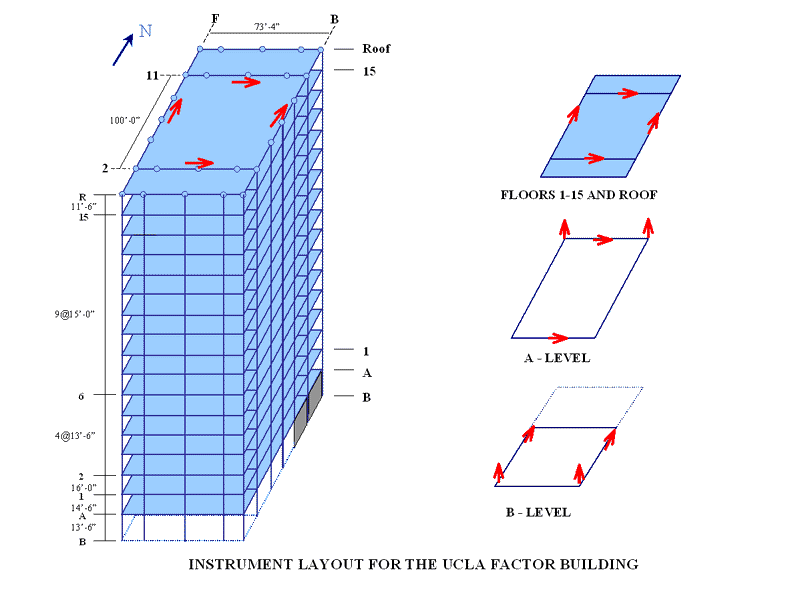 F
B
73'-4"
N
Roof
11
15
100'-0"
2
R
11'-6"
15
9@15'-0"
1
A
6
B
4@13'-6"
2
16'-0"
1
14'-6"
A
13'-6"
B
FLOORS 1-15 AND ROOF
A - LEVEL
B - LEVEL
INSTRUMENT LAYOUT FOR THE UCLA FACTOR BUILDING